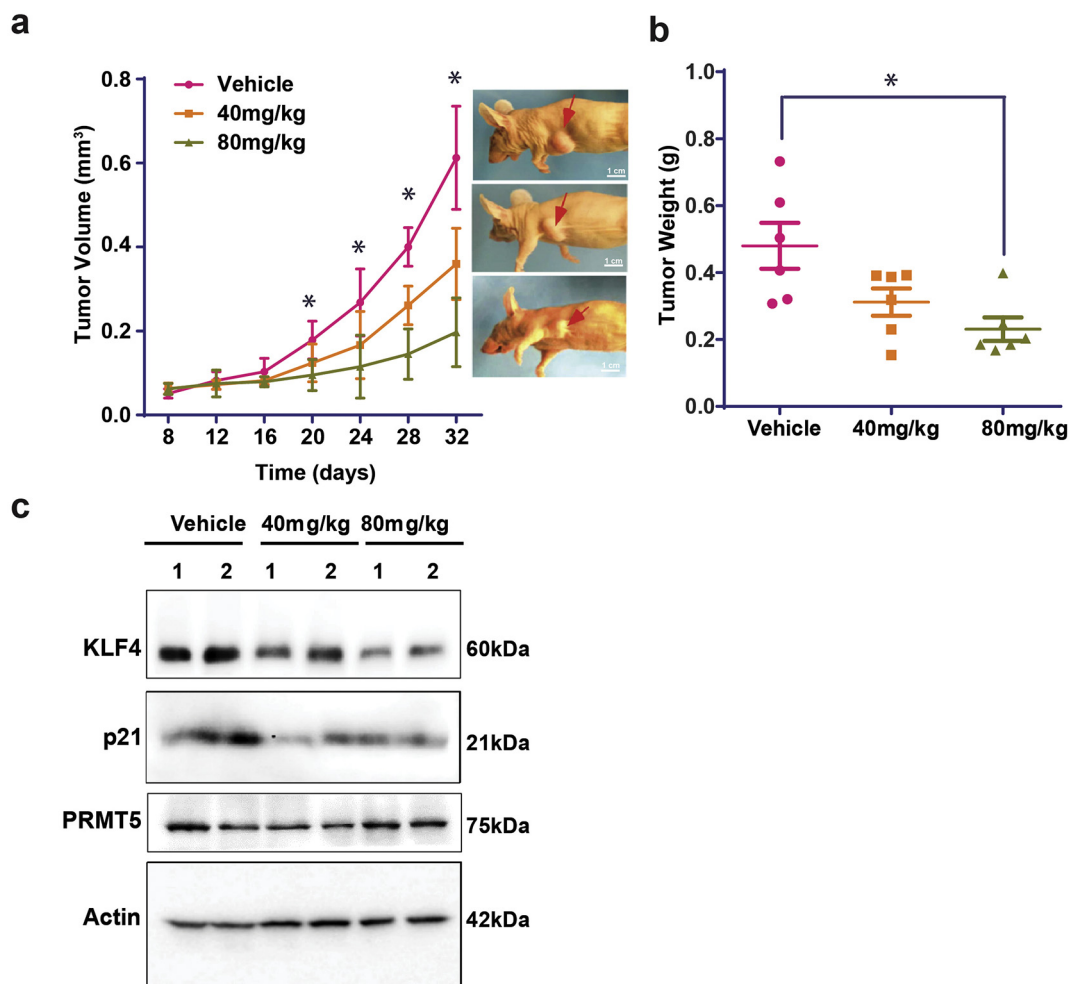 a
0.8
0.6
0.4
0.2
0.0
Tumor Volume (mm³)
Vehicle
40mg/kg
80mg/kg
*
*
*
*
8 12 16 20 24 28 32
Time (days)
1 cm
1 cm
1 cm
b
1.0
0.8
0.6
0.4
0.2
0.0
Tumor Weight (g)
*
Vehicle 40mg/kg 80mg/kg
c
Vehicle 40mg/kg 80mg/kg
1 2 1 2 1 2
KLF4 60kDa
p21 21kDa
PRMT5 75kDa
Actin 42kDa